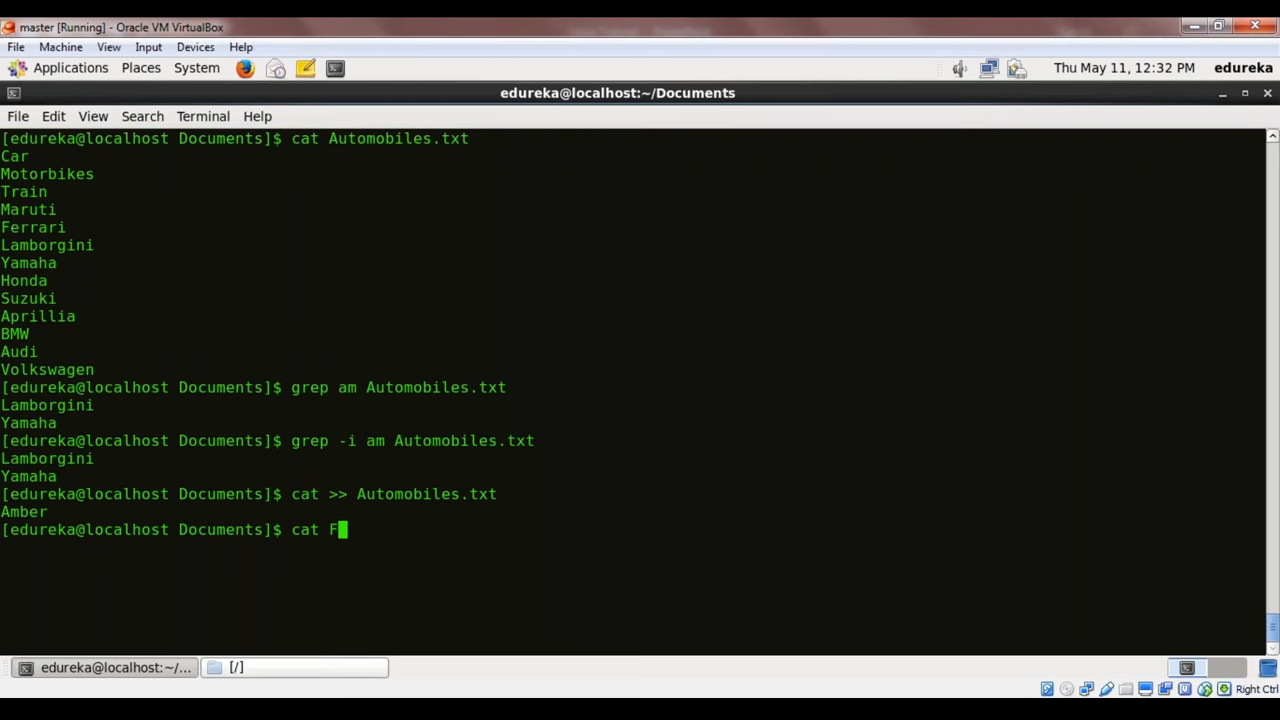 master [Running] - Oracle VM VirtualBox
File Machine View Input Devices Help
Applications Places System Thu May 11, 12:32 PM edureka
edureka@localhost:~/Documents
File Edit View Search Terminal Help
[edureka@localhost Documents]$ cat Automobiles.txt
Car
Motorbikes
Train
Maruti
Ferrari
Lamborgini
Yamaha
Honda
Suzuki
Aprillia
BMW
Audi
Volkswagen
[edureka@localhost Documents]$ grep am Automobiles.txt
Lamborgini
Yamaha
[edureka@localhost Documents]$ grep -i am Automobiles.txt
Lamborgini
Yamaha
[edureka@localhost Documents]$ cat >> Automobiles.txt
Amber
[edureka@localhost Documents]$ cat F
edureka@localhost:~/... [/]
Right Ctrl